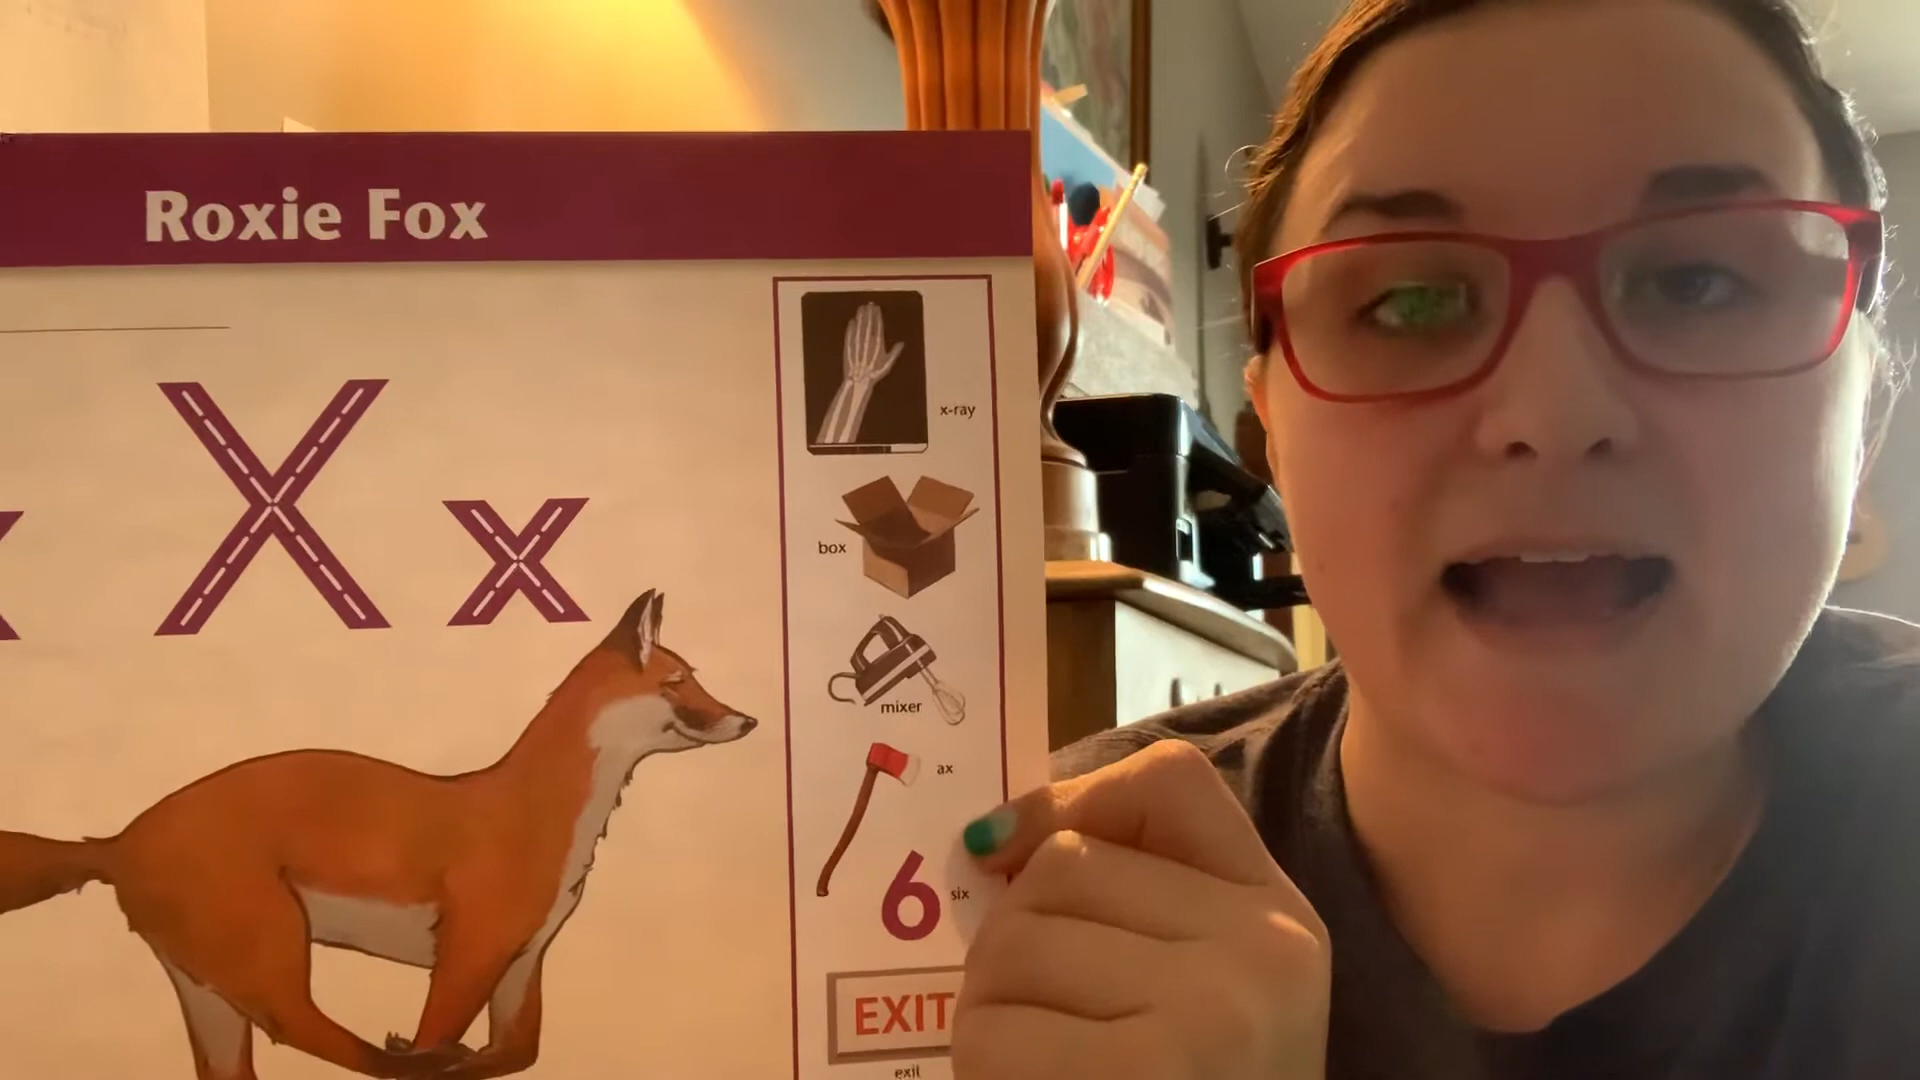 Roxie Fox
X x
x-ray
box
mixer
ax
6
six
EXIT
exit